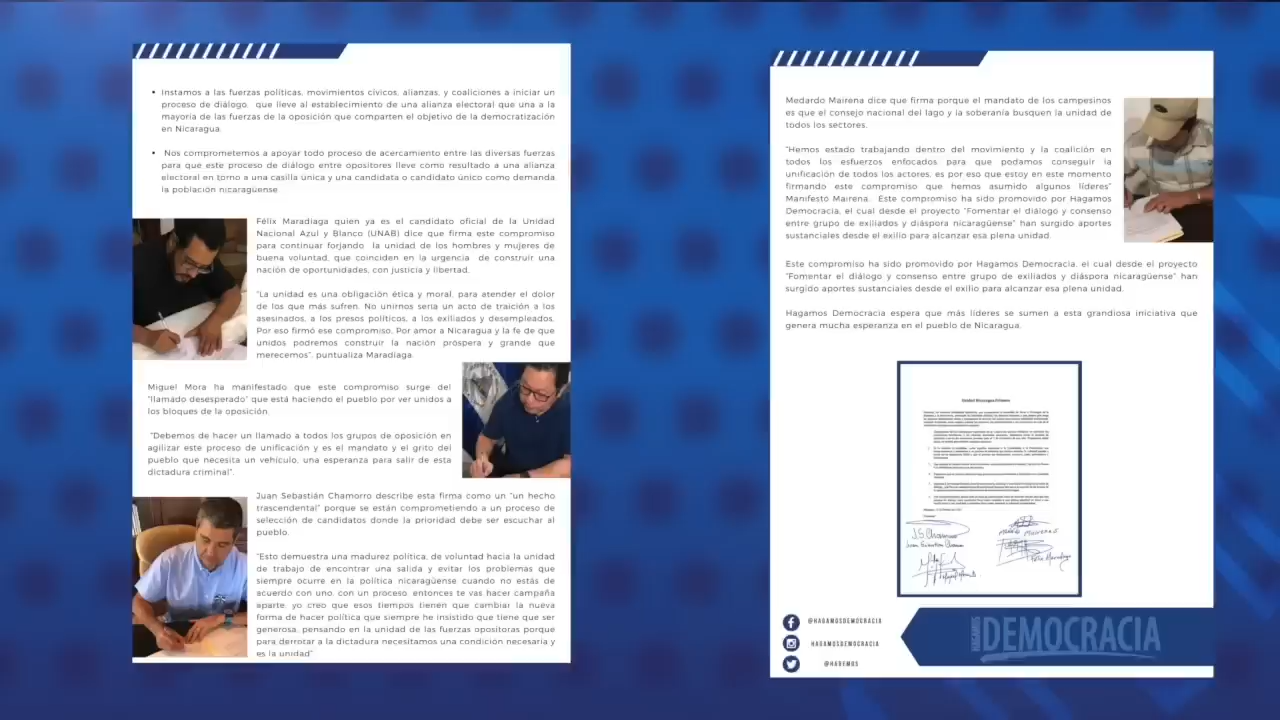 • Instamos a las fuerzas políticas, movimientos cívicos, alianzas, y coaliciones a iniciar un
proceso de diálogo, que lleve al establecimiento de una alianza electoral que una a la
mayoría de las fuerzas de la oposición que comparten el objetivo de la democratización
en Nicaragua.
• Nos comprometemos a apoyar todo proceso de acercamiento entre las diversas fuerzas
para que este proceso de diálogo entre opositores lleve como resultado a una alianza
electoral en torno a una casilla única y una candidata o candidato único como demanda
la población nicaragüense.
Félix Maradiaga quien ya es el candidato oficial de la Unidad
Nacional Azul y Blanco (UNAB) dice que firma este compromiso
para continuar forjando la unidad de los hombres y mujeres de
buena voluntad, que coinciden en la urgencia de construir una
nación de oportunidades, con justicia y libertad.
"La unidad es una obligación ética y moral, para atender el dolor
de los que más sufren. No unirnos seria un acto de traición a los
asesinados, a los presos políticos, a los exiliados y desempleados.
Por eso firmó ese compromiso. Por amor a Nicaragua y la fe de que
unidos podremos construir la nación próspera y grande que
merecemos". puntualiza Maradiaga.
Miguel Mora ha manifestado que este compromiso surge del
"llamado desesperado" que está haciendo el pueblo por ver unidos a
los bloques de la oposición.
"Debemos de hacer un llamado a todos los grupos de oposición en
agilizar este proceso de unificación y es el mandato y el grito del
pueblo que necesita un vehículo, una esperanza para salir de esta
dictadura criminal".
Juan Sebastián Chamorro describe esta firma como un "un hecho
trascendental" porque se están comprometiendo a un proceso de
selección de candidatos donde la prioridad debe ser escuchar al
pueblo.
"Esto demuestra una madurez política, de voluntad hacia la unidad
de trabajo de encontrar una salida y evitar los problemas que
siempre ocurre en la política nicaragüense cuando no estás de
acuerdo con uno, con un proceso, entonces te vas hacer campaña
aparte, yo creo que esos tiempos tienen que cambiar la nueva
forma de hacer política que siempre he insistido que tiene que ser
generosa, pensando en la unidad de las fuerzas opositoras porque
para derrotar a la dictadura necesitamos una condición necesaria y
es la unidad"
Medardo Mairena dice que firma porque el mandato de los campesinos
es que el consejo nacional del lago y la soberanía busquen la unidad de
todos los sectores.
"Hemos estado trabajando dentro del movimiento y la coalición en
todos los esfuerzos enfocados para que podamos conseguir la
unificación de todos los actores, es por eso que estoy en este momento
firmando este compromiso que hemos asumido algunos líderes"
Manifestó Mairena. Este compromiso ha sido promovido por Hagamos
Democracia, el cual desde el proyecto "Fomentar el diálogo y consenso
entre grupo de exiliados y diáspora nicaragüense" han surgido aportes
sustanciales desde el exilio para alcanzar esa plena unidad.
Este compromiso ha sido promovido por Hagamos Democracia, el cual desde el proyecto
"Fomentar el diálogo y consenso entre grupo de exiliados y diáspora nicaragüense" han
surgido aportes sustanciales desde el exilio para alcanzar esa plena unidad.
Hagamos Democracia espera que más líderes se sumen a esta grandiosa iniciativa que
genera mucha esperanza en el pueblo de Nicaragua.
@HAGAMOSDEMOCRACIA
HAGAMOSDEMOCRACIA
@HADEMOS
HAGAMOS DEMOCRACIA